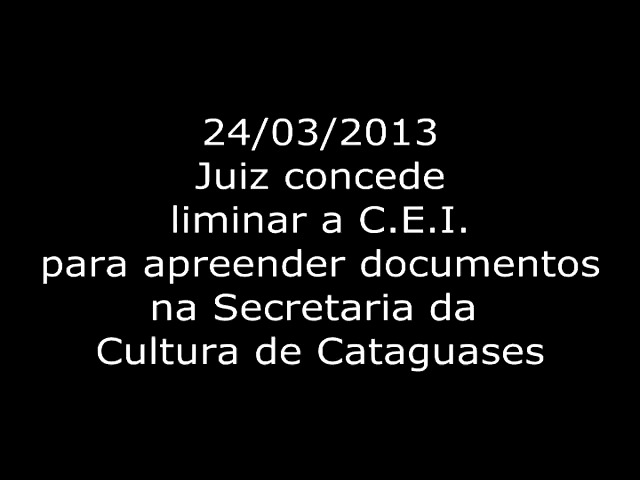 24/03/2013
Juiz concede
liminar a C.E.I.
para apreender documentos
na Secretaria da
Cultura de Cataguases